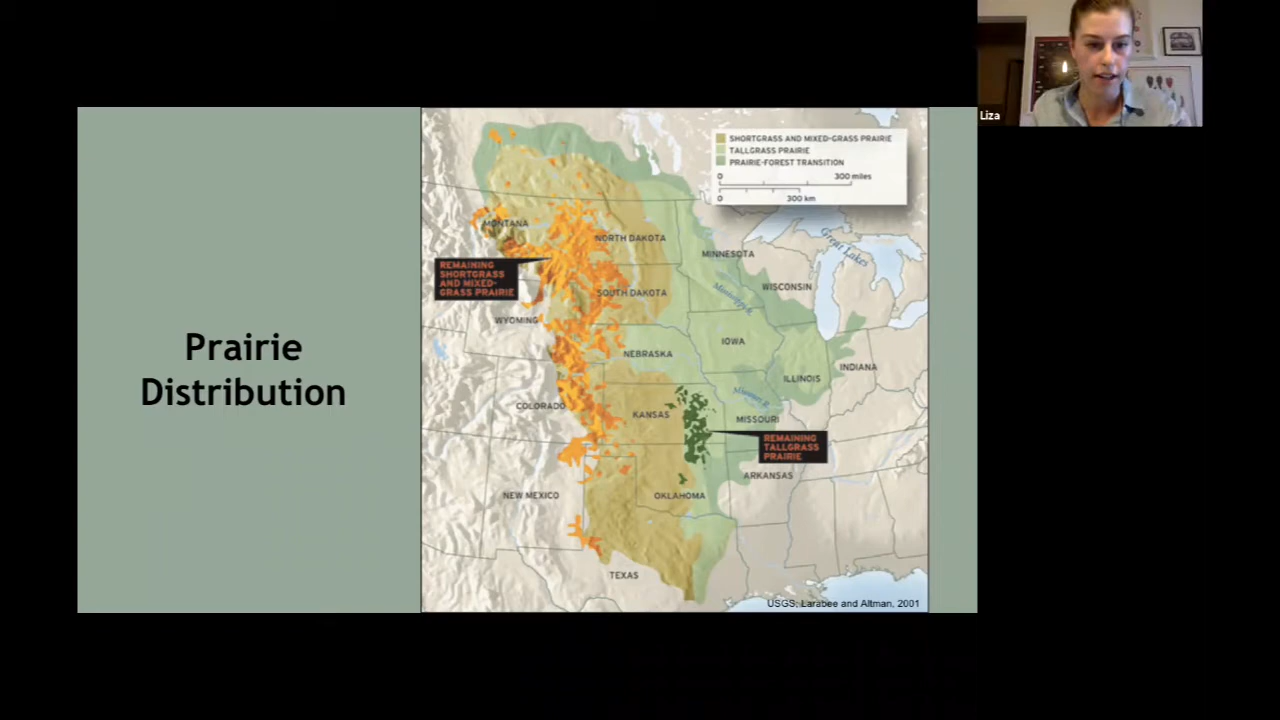 Liza
Prairie
Distribution
SHORTGRASS AND MIXED-GRASS PRAIRIE
TALLGRASS PRAIRIE
PRAIRIE-FOREST TRANSITION
0 300 miles
0 300 km
MONTANA
NORTH DAKOTA
MINNESOTA
Great Lakes
REMAINING
SHORTGRASS
AND MIXED-
GRASS PRAIRIE
SOUTH DAKOTA
Mississippi R.
WISCONSIN
WYOMING
NEBRASKA
IOWA
ILLINOIS
INDIANA
COLORADO
KANSAS
Missouri R.
MISSOURI
REMAINING
TALLGRASS
PRAIRIE
ARKANSAS
NEW MEXICO
OKLAHOMA
TEXAS
USGS; Larabee and Altman, 2001